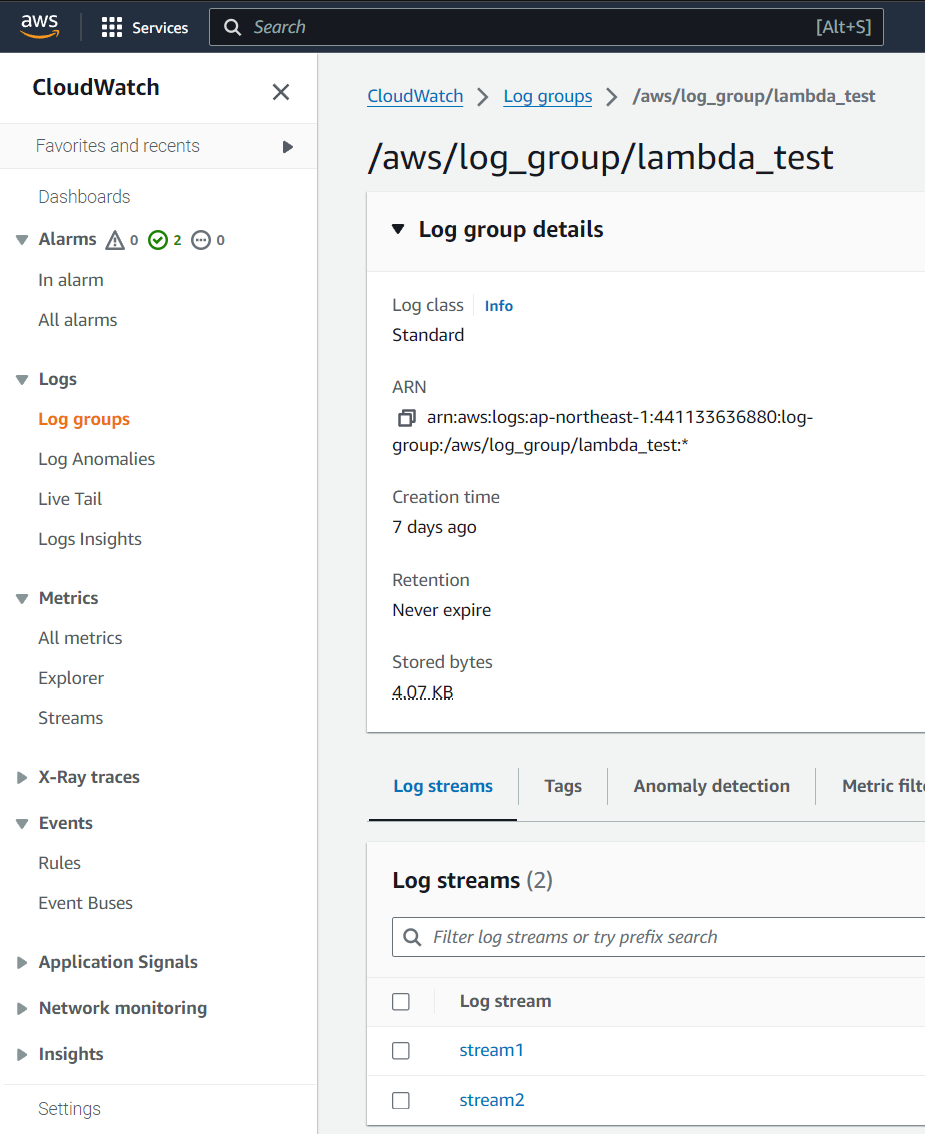 aws
Services
Search
[Alt+S]
CloudWatch
Favorites and recents
Dashboards
Alarms 0 2 0
In alarm
All alarms
Logs
Log groups
Log Anomalies
Live Tail
Logs Insights
Metrics
All metrics
Explorer
Streams
X-Ray traces
Events
Rules
Event Buses
Application Signals
Network monitoring
Insights
Settings
CloudWatch > Log groups > /aws/log_group/lambda_test
/aws/log_group/lambda_test
Log group details
Log class Info
Standard
ARN
arn:aws:logs:ap-northeast-1:441133636880:log-
group:/aws/log_group/lambda_test:*
Creation time
7 days ago
Retention
Never expire
Stored bytes
4.07 KB
Log streams Tags Anomaly detection Metric filt
Log streams (2)
Filter log streams or try prefix search
Log stream
stream1
stream2